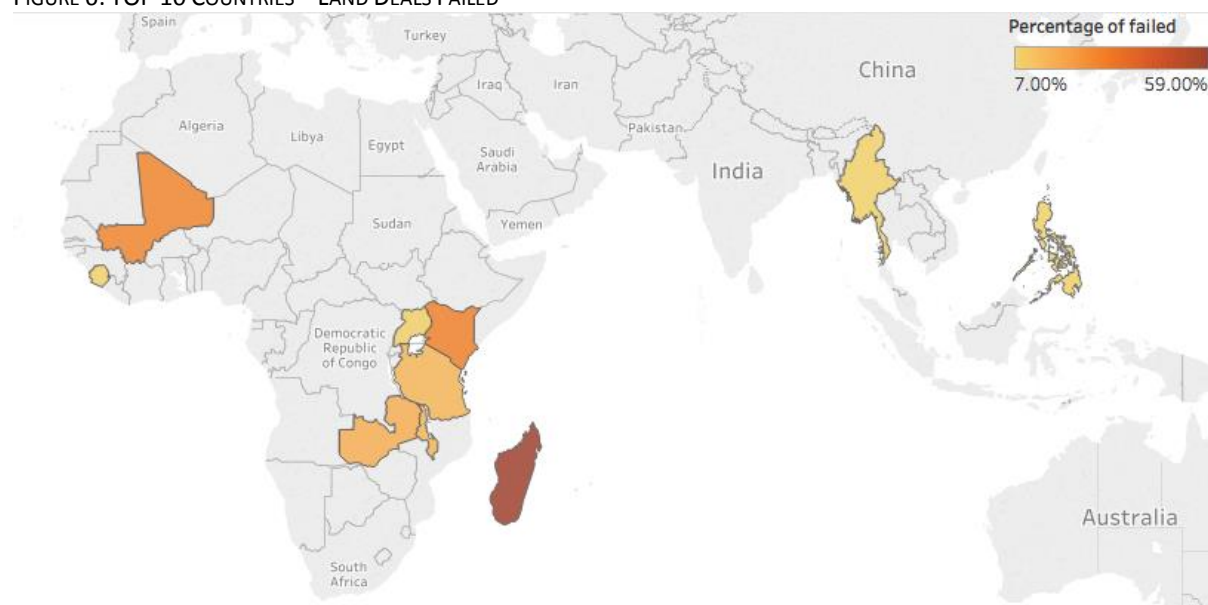 FIGURE 6: TOP 10 COUNTRIES – LAND DEALS FAILED
Percentage of failed
7.00% 59.00%
Spain
Turkey
China
Iraq
Iran
Algeria
Libya
Egypt
Pakistan
Saudi
Arabia
India
Sudan
Yemen
Democratic
Republic
of Congo
Australia
South
Africa